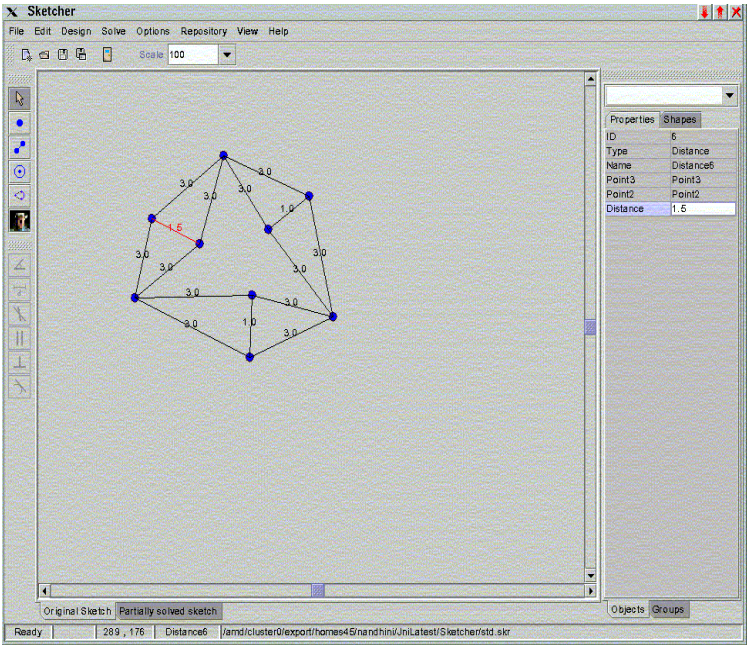 Sketcher
File Edit Design Solve Options Repository View Help
Scale 100
Properties Shapes
ID 6
Type Distance
Name Distance6
Point3 Point3
Point2 Point2
Distance 1.5
3.0
3.0
3.0
3.0
1.0
1.5
3.0
3.0
3.0
3.0
3.0
3.0
3.0
1.0
3.0
Original Sketch Partially solved sketch
Objects Groups
Ready 289 , 176 Distance6 /amd/cluster0/export/homes45/nandhini/JniLatest/Sketcher/std.skr